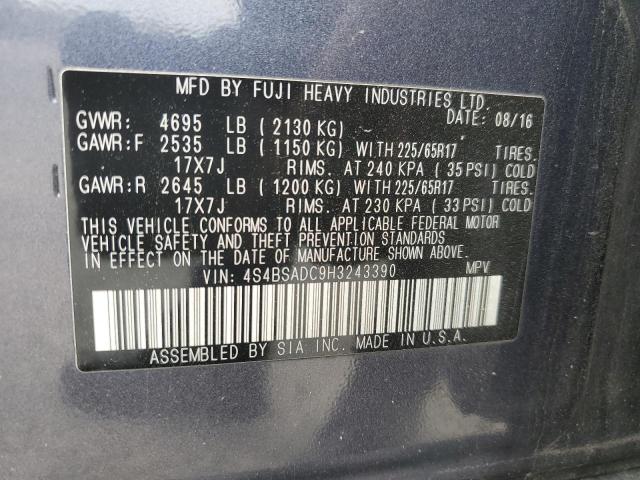 MFD BY FUJI HEAVY INDUSTRIES LTD.
DATE: 08/16
GVWR: 4695 LB (2130 KG)
GAWR:F 2535 LB (1150 KG) WITH 225/65R17 TIRES.
17X7J RIMS. AT 240 KPA (35 PSI) COLD
GAWR:R 2645 LB (1200 KG) WITH 225/65R17 TIRES.
17X7J RIMS. AT 230 KPA (33 PSI) COLD
THIS VEHICLE CONFORMS TO ALL APPLICABLE FEDERAL MOTOR
VEHICLE SAFETY AND THEFT PREVENTION STANDARDS
IN EFFECT ON THE DATE OF MANUFACTURE SHOWN ABOVE.
VIN: 4S4BSADC9H3243390 MPV
ASSEMBLED BY SIA INC. MADE IN U.S.A.